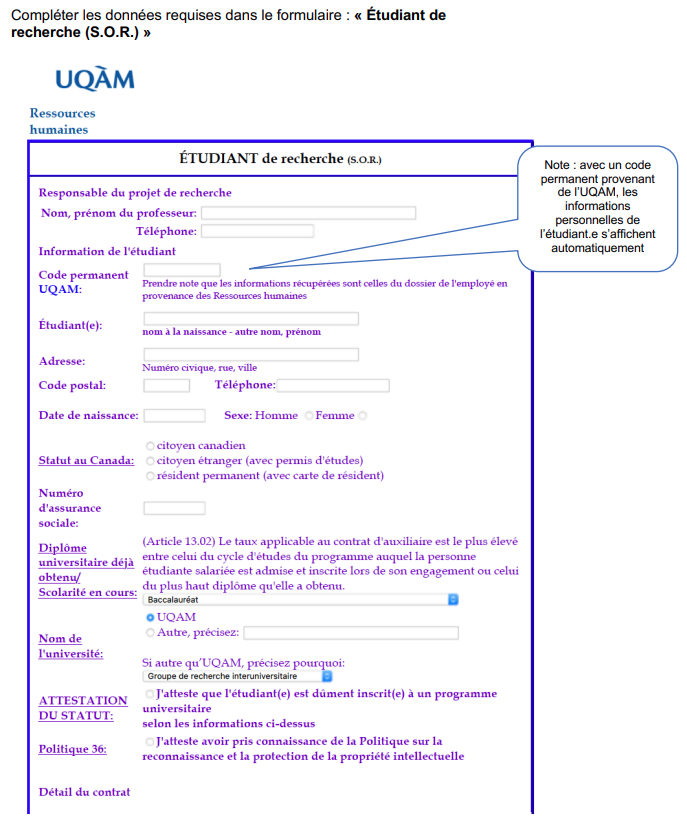 Compléter les données requises dans le formulaire : « Étudiant de
recherche (S.O.R.) »
UQÀM
Ressources
humaines
ÉTUDIANT de recherche (S.O.R.)
Note : avec un code
permanent provenant
de l'UQAM, les
informations
personnelles de
l'étudiant.e s'affichent
automatiquement
Responsable du projet de recherche
Nom, prénom du professeur:
Téléphone:
Information de l'étudiant
Code permanent
UQAM:
Prendre note que les informations récupérées sont celles du dossier de l'employé en
provenance des Ressources humaines
Étudiant(e):
nom à la naissance - autre nom, prénom
Adresse:
Numéro civique, rue, ville
Code postal: Téléphone:
Date de naissance: Sexe: Homme Femme
Statut au Canada:
citoyen canadien
citoyen étranger (avec permis d'études)
résident permanent (avec carte de résident)
Numéro
d'assurance
sociale:
Diplôme
universitaire déjà
obtenu/
Scolarité en cours:
(Article 13.02) Le taux applicable au contrat d'auxiliaire est le plus élevé
entre celui du cycle d'études du programme auquel la personne
étudiante salariée est admise et inscrite lors de son engagement ou celui
du plus haut diplôme qu'elle a obtenu.
Baccalauréat
Nom de
l'université:
UQAM
Autre, précisez:
Si autre qu'UQAM, précisez pourquoi:
Groupe de recherche interuniversitaire
ATTESTATION
DU STATUT:
J'atteste que l'étudiant(e) est dûment inscrit(e) à un programme
universitaire
selon les informations ci-dessus
Politique 36:
J'atteste avoir pris connaissance de la Politique sur la
reconnaissance et la protection de la propriété intellectuelle
Détail du contrat